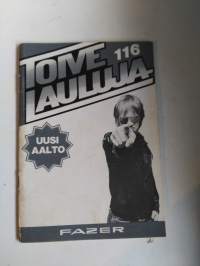 TOIVE
LAULUJA
116
UUSI
AALTO
FAZER